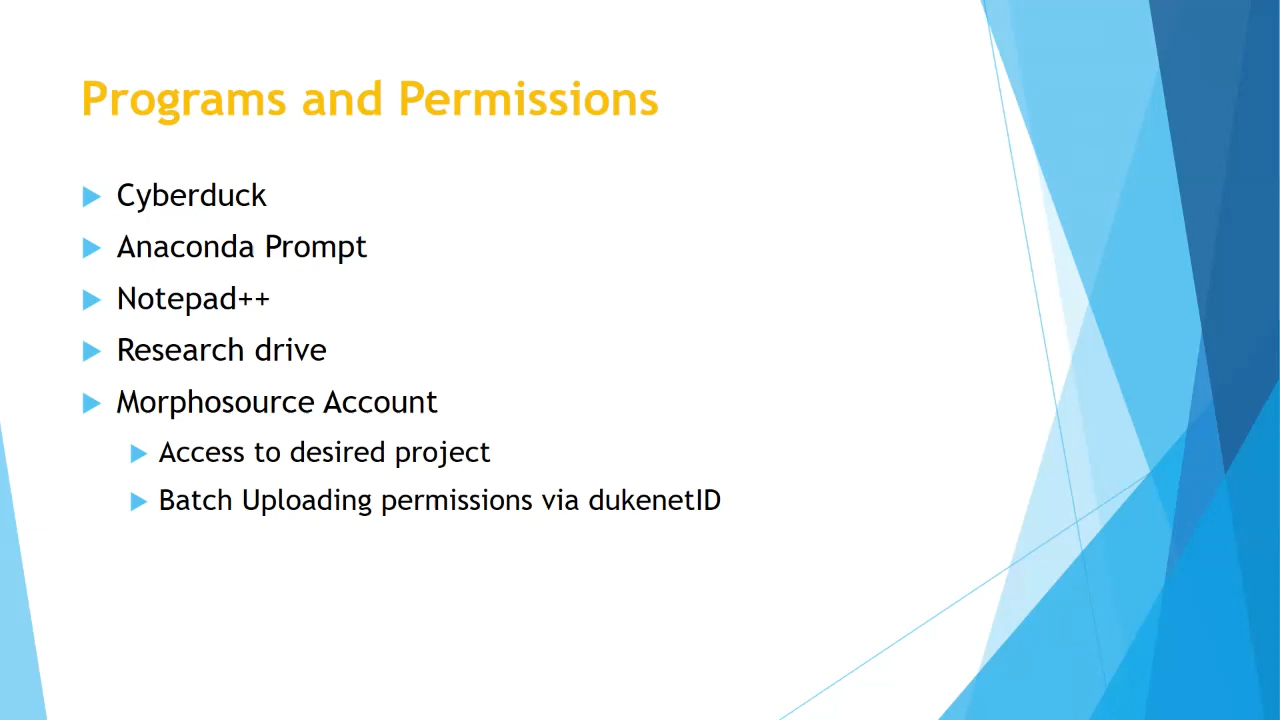 Programs and Permissions
Cyberduck
Anaconda Prompt
Notepad++
Research drive
Morphosource Account
Access to desired project
Batch Uploading permissions via dukenetID